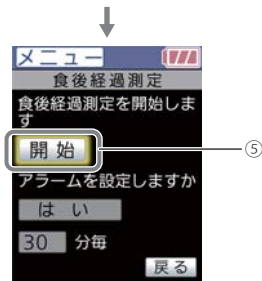 メニュー
食後経過測定
食後経過測定を開始しま
す
開 始
⑤
アラームを設定しますか
は い
30 分毎
戻る